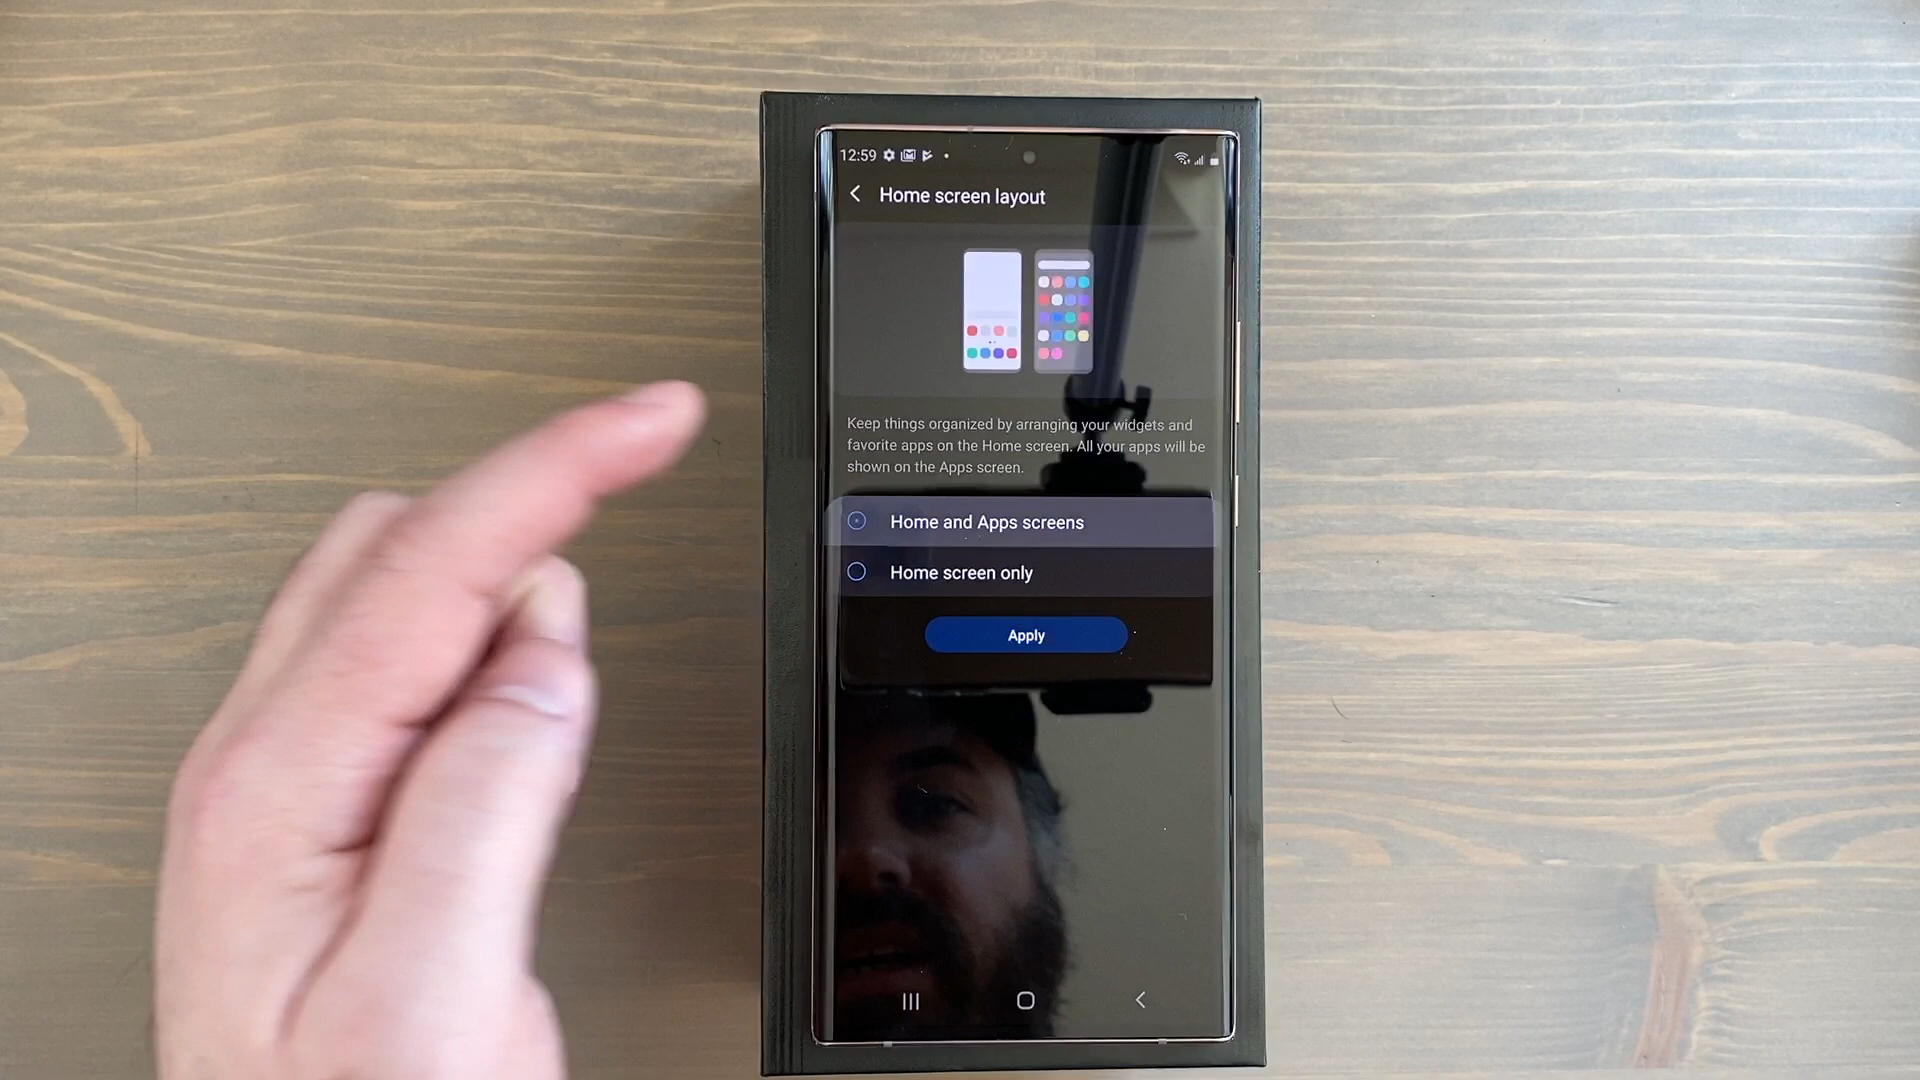 12:59
Home screen layout
Keep things organized by arranging your widgets and
favorite apps on the Home screen. All your apps will be
shown on the Apps screen.
Home and Apps screens
Home screen only
Apply